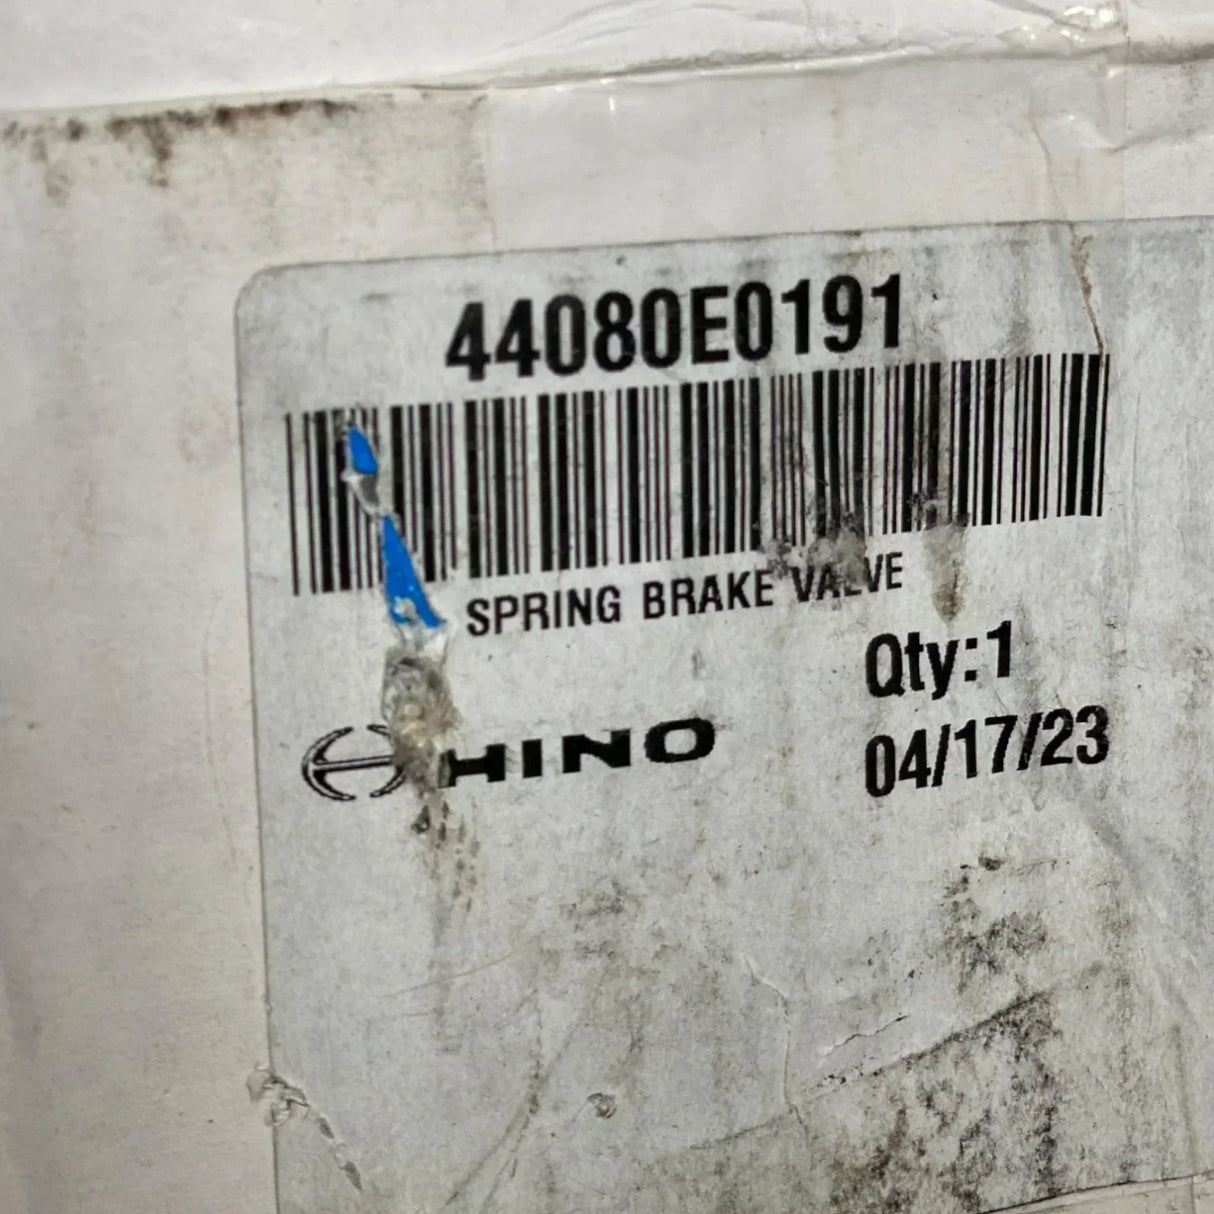 44080E0191
SPRING BRAKE VALVE
Qty:1
HINO
04/17/23